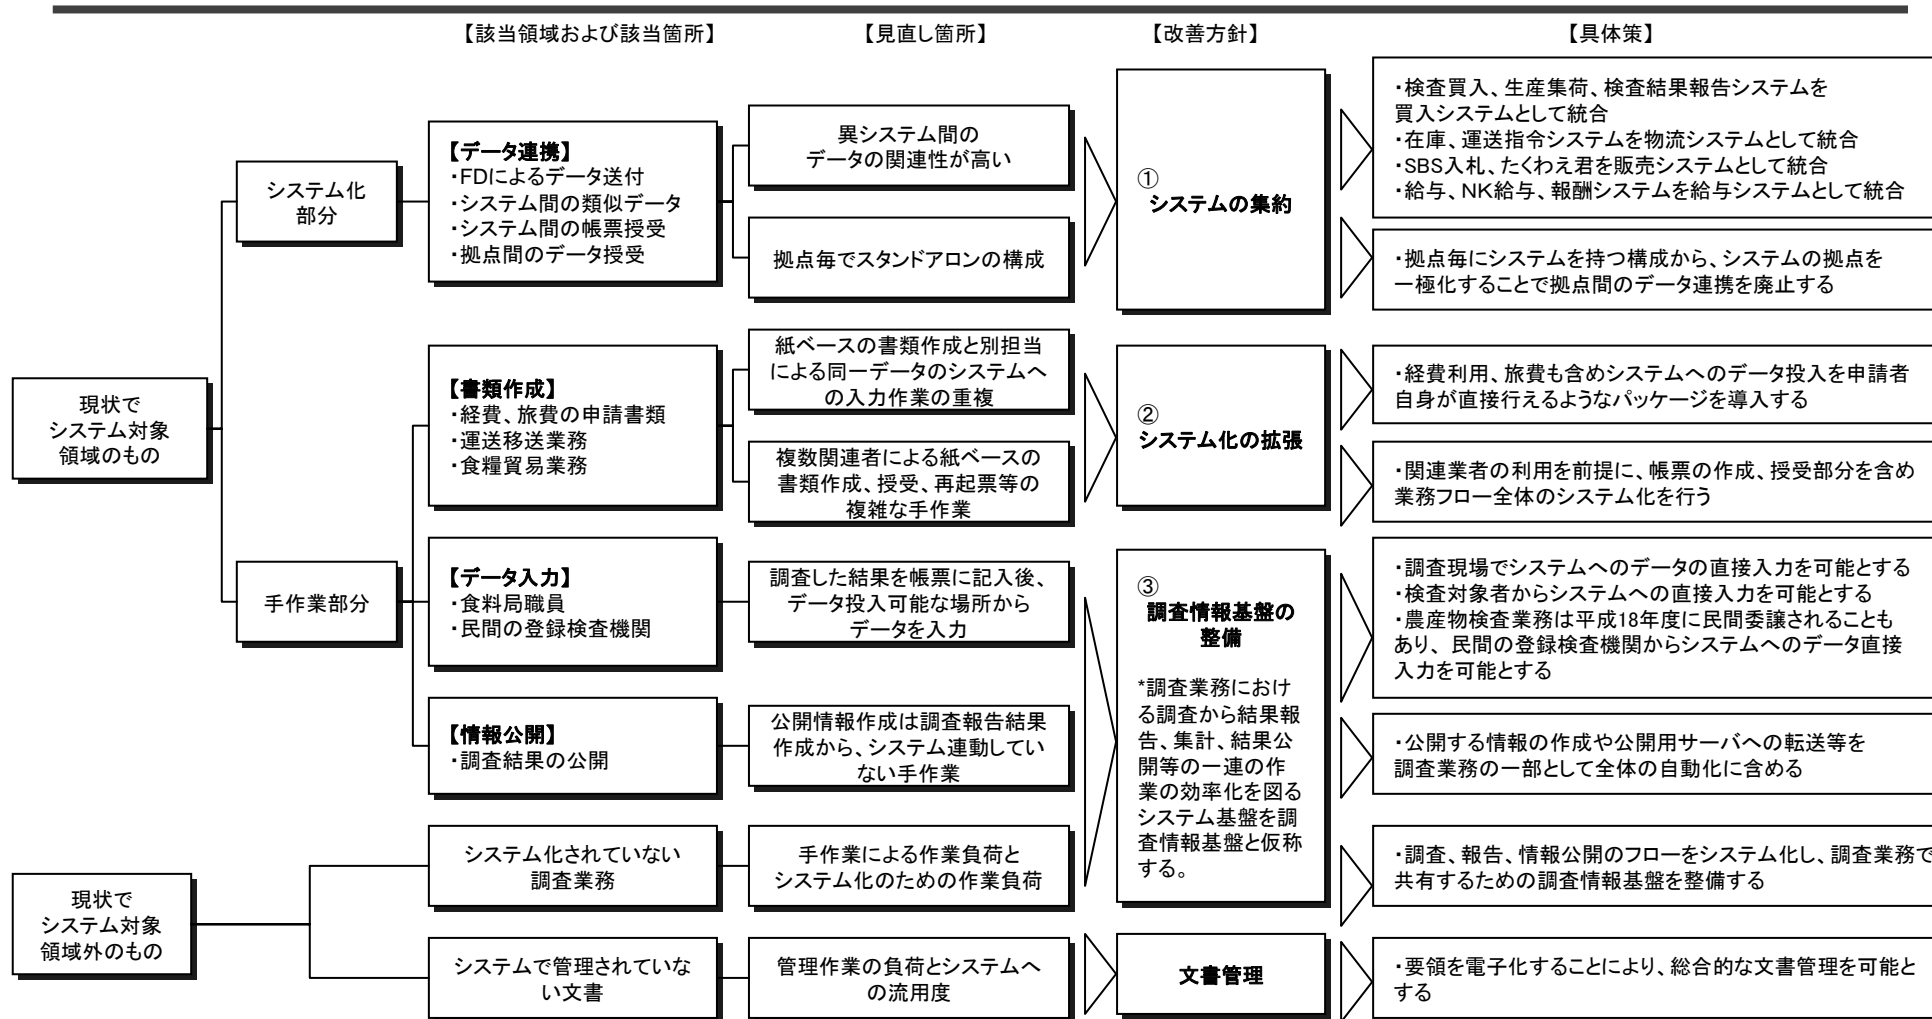 【該当領域および該当箇所】
【見直し箇所】
【改善方針】
【具体策】
現状で
システム対象
領域のもの
システム化
部分
【データ連携】
・FDによるデータ送付
・システム間の類似データ
・システム間の帳票授受
・拠点間のデータ授受
異システム間の
データの関連性が高い
拠点毎でスタンドアロンの構成
①
システムの集約
・検査買入、生産集荷、検査結果報告システムを
買入システムとして統合
・在庫、運送指令システムを物流システムとして統合
・SBS入札、たくわえ君を販売システムとして統合
・給与、NK給与、報酬システムを給与システムとして統合
・拠点毎にシステムを持つ構成から、システムの拠点を
一極化することで拠点間のデータ連携を廃止する
手作業部分
【書類作成】
・経費、旅費の申請書類
・運送移送業務
・食糧貿易業務
紙ベースの書類作成と別担当
による同一データのシステムへ
の入力作業の重複
複数関連者による紙ベースの
書類作成、授受、再起票等の
複雑な手作業
②
システム化の拡張
・経費利用、旅費も含めシステムへのデータ投入を申請者
自身が直接行えるようなパッケージを導入する
・関連業者の利用を前提に、帳票の作成、授受部分を含め
業務フロー全体のシステム化を行う
【データ入力】
・食料局職員
・民間の登録検査機関
調査した結果を帳票に記入後、
データ投入可能な場所から
データを入力
③
調査情報基盤の
整備
*調査業務におけ
る調査から結果報
告、集計、結果公
開等の一連の作
業の効率化を図る
システム基盤を調
査情報基盤と仮称
する。
・調査現場でシステムへのデータの直接入力を可能とする
・検査対象者からシステムへの直接入力を可能とする
・農産物検査業務は平成18年度に民間委譲されることも
あり、民間の登録検査機関からシステムへのデータ直接
入力を可能とする
【情報公開】
・調査結果の公開
公開情報作成は調査報告結果
作成から、システム連動してい
ない手作業
・公開する情報の作成や公開用サーバへの転送等を
調査業務の一部として全体の自動化に含める
現状で
システム対象
領域外のもの
システム化されていない
調査業務
手作業による作業負荷と
システム化のための作業負荷
・調査、報告、情報公開のフローをシステム化し、調査業務で
共有するための調査情報基盤を整備する
システムで管理されていな
い文書
管理作業の負荷とシステムへ
の流用度
文書管理
・要領を電子化することにより、総合的な文書管理を可能と
する